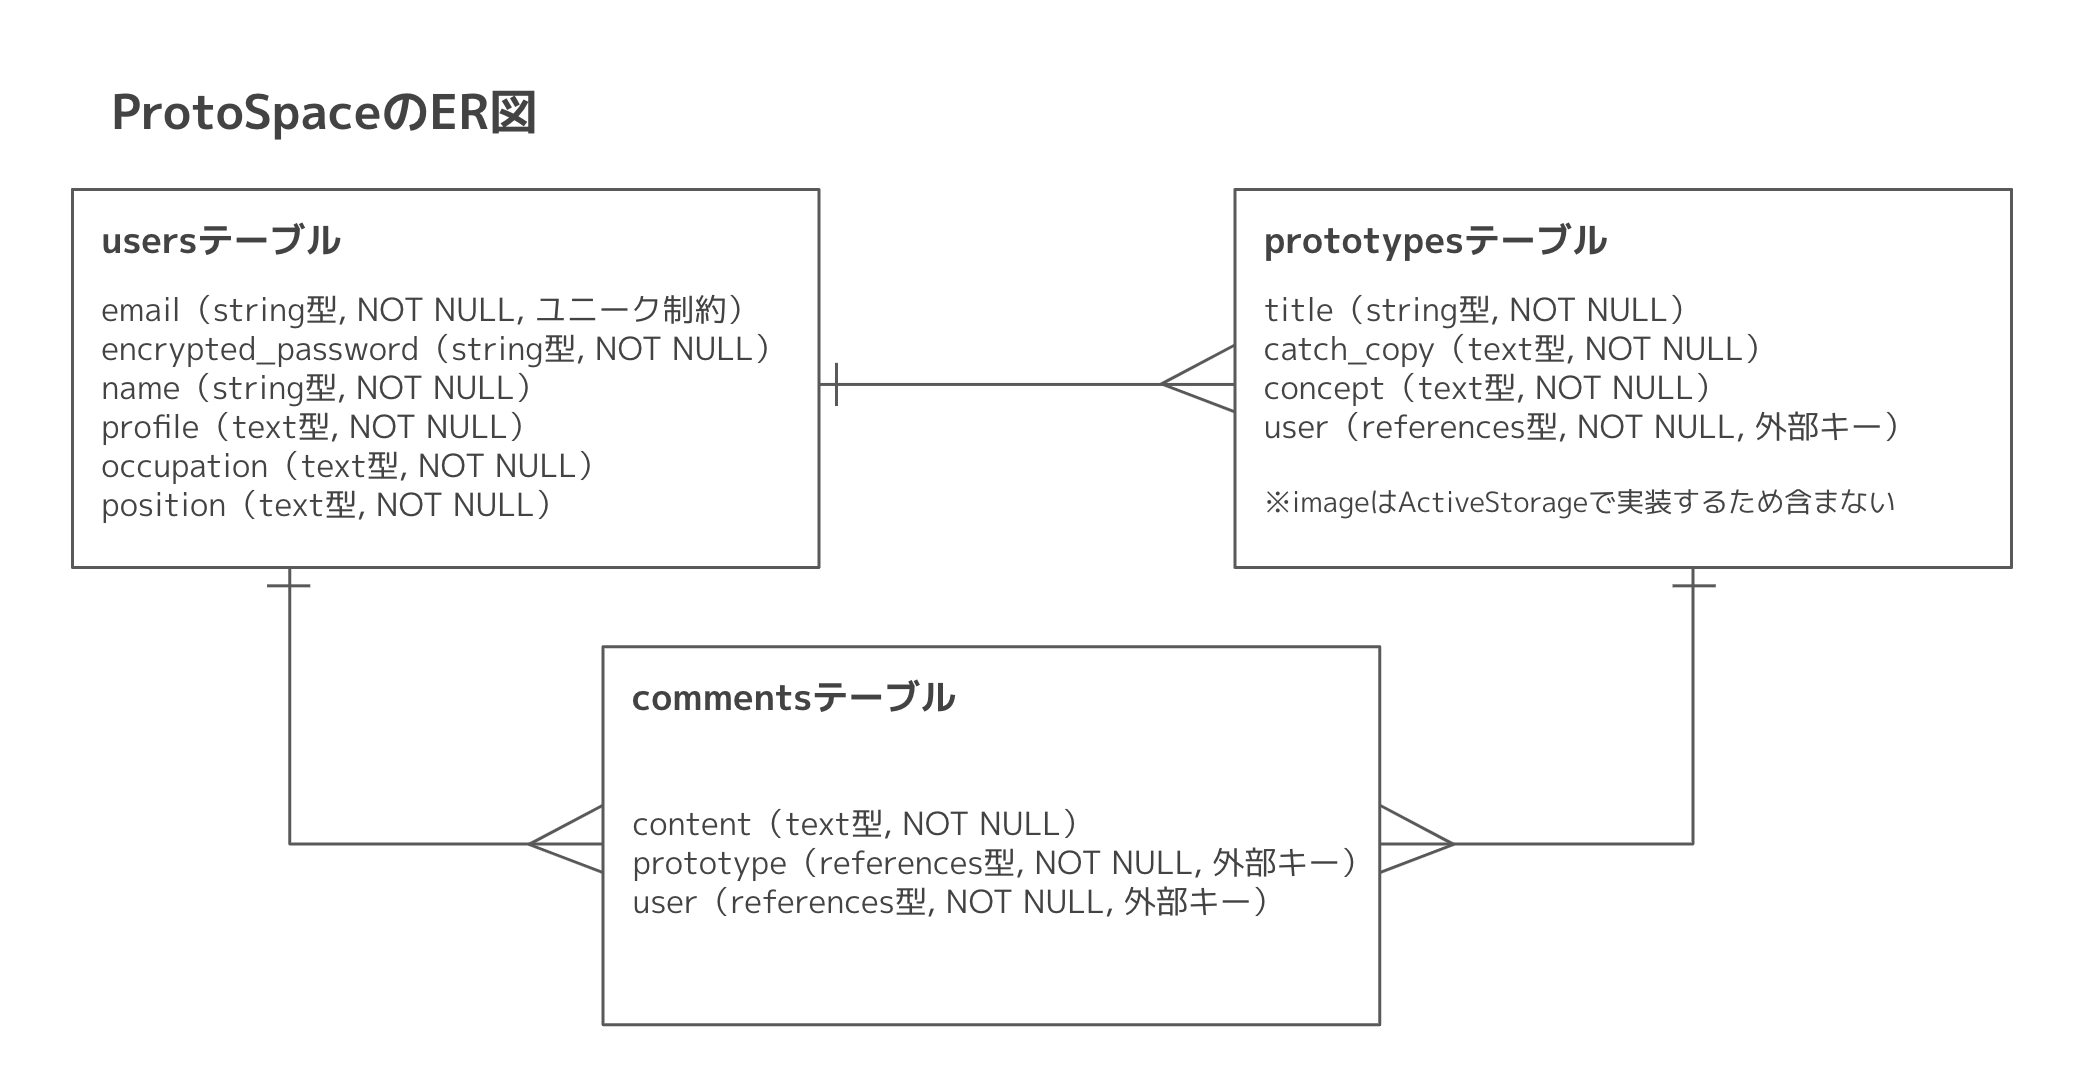 ProtoSpaceのER図
usersテーブル
email（string型, NOT NULL, ユニーク制約）
encrypted_password（string型, NOT NULL）
name（string型, NOT NULL）
profile（text型, NOT NULL）
occupation（text型, NOT NULL）
position（text型, NOT NULL）
prototypesテーブル
title（string型, NOT NULL）
catch_copy（text型, NOT NULL）
concept（text型, NOT NULL）
user（references型, NOT NULL, 外部キー）
※imageはActiveStorageで実装するため含まない
commentsテーブル
content（text型, NOT NULL）
prototype（references型, NOT NULL, 外部キー）
user（references型, NOT NULL, 外部キー）